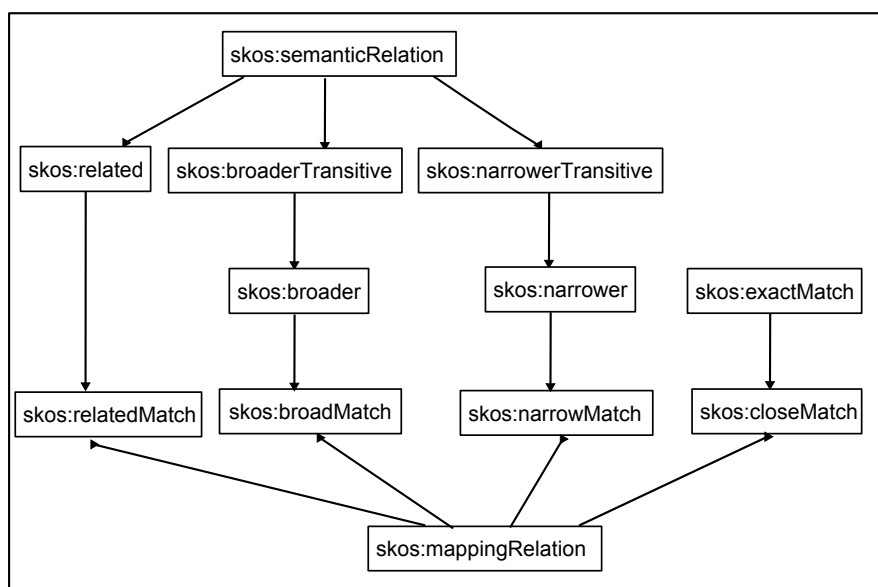 skos:semanticRelation
skos:related
skos:broaderTransitive
skos:narrowerTransitive
skos:broader
skos:narrower
skos:exactMatch
skos:relatedMatch
skos:broadMatch
skos:narrowMatch
skos:closeMatch
skos:mappingRelation